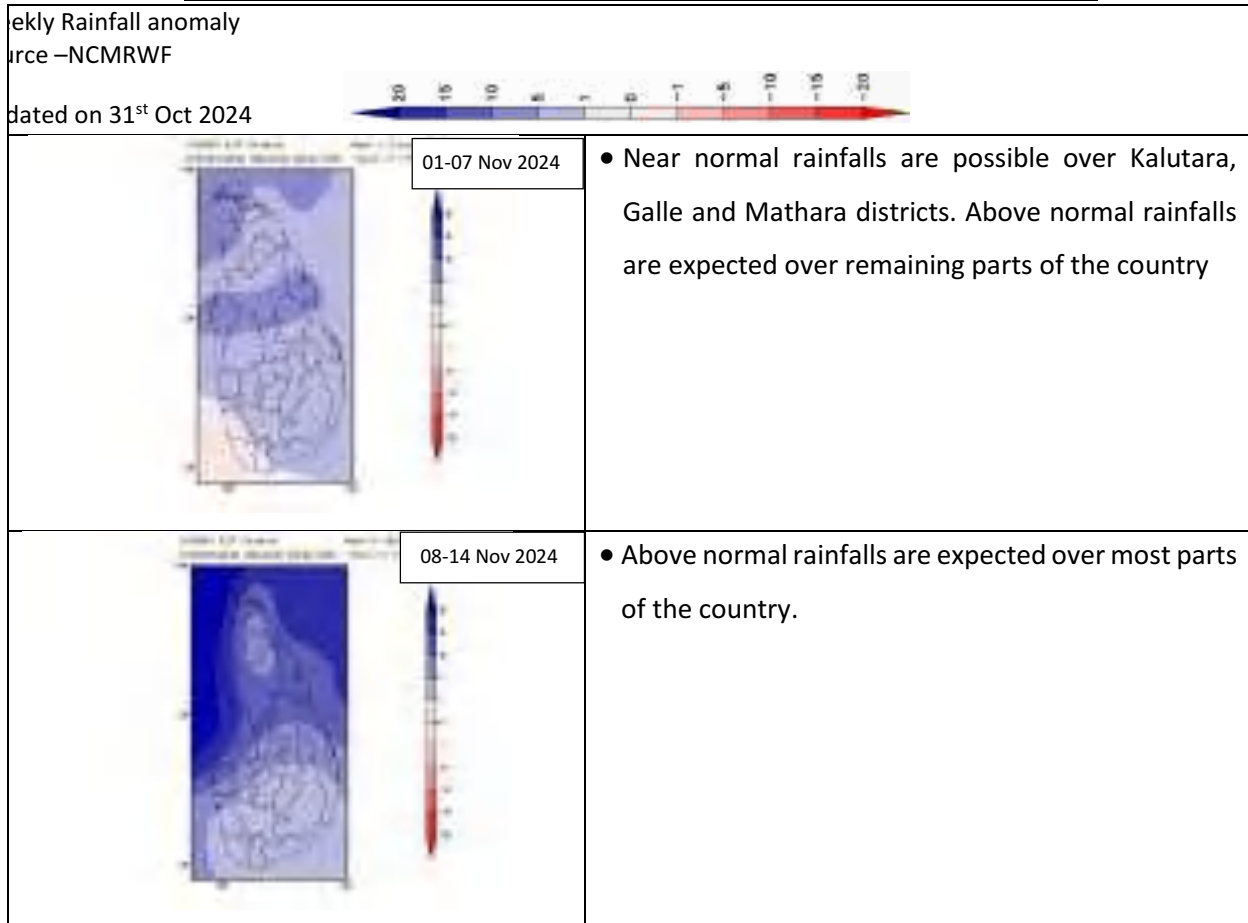 ekly Rainfall anomaly
urce –NCMRWF
dated on 31st Oct 2024
20 15 10 5 1 0 −1 −5 −10 −15 −20
01-07 Nov 2024
• Near normal rainfalls are possible over Kalutara,
Galle and Mathara districts. Above normal rainfalls
are expected over remaining parts of the country
08-14 Nov 2024
• Above normal rainfalls are expected over most parts
of the country.